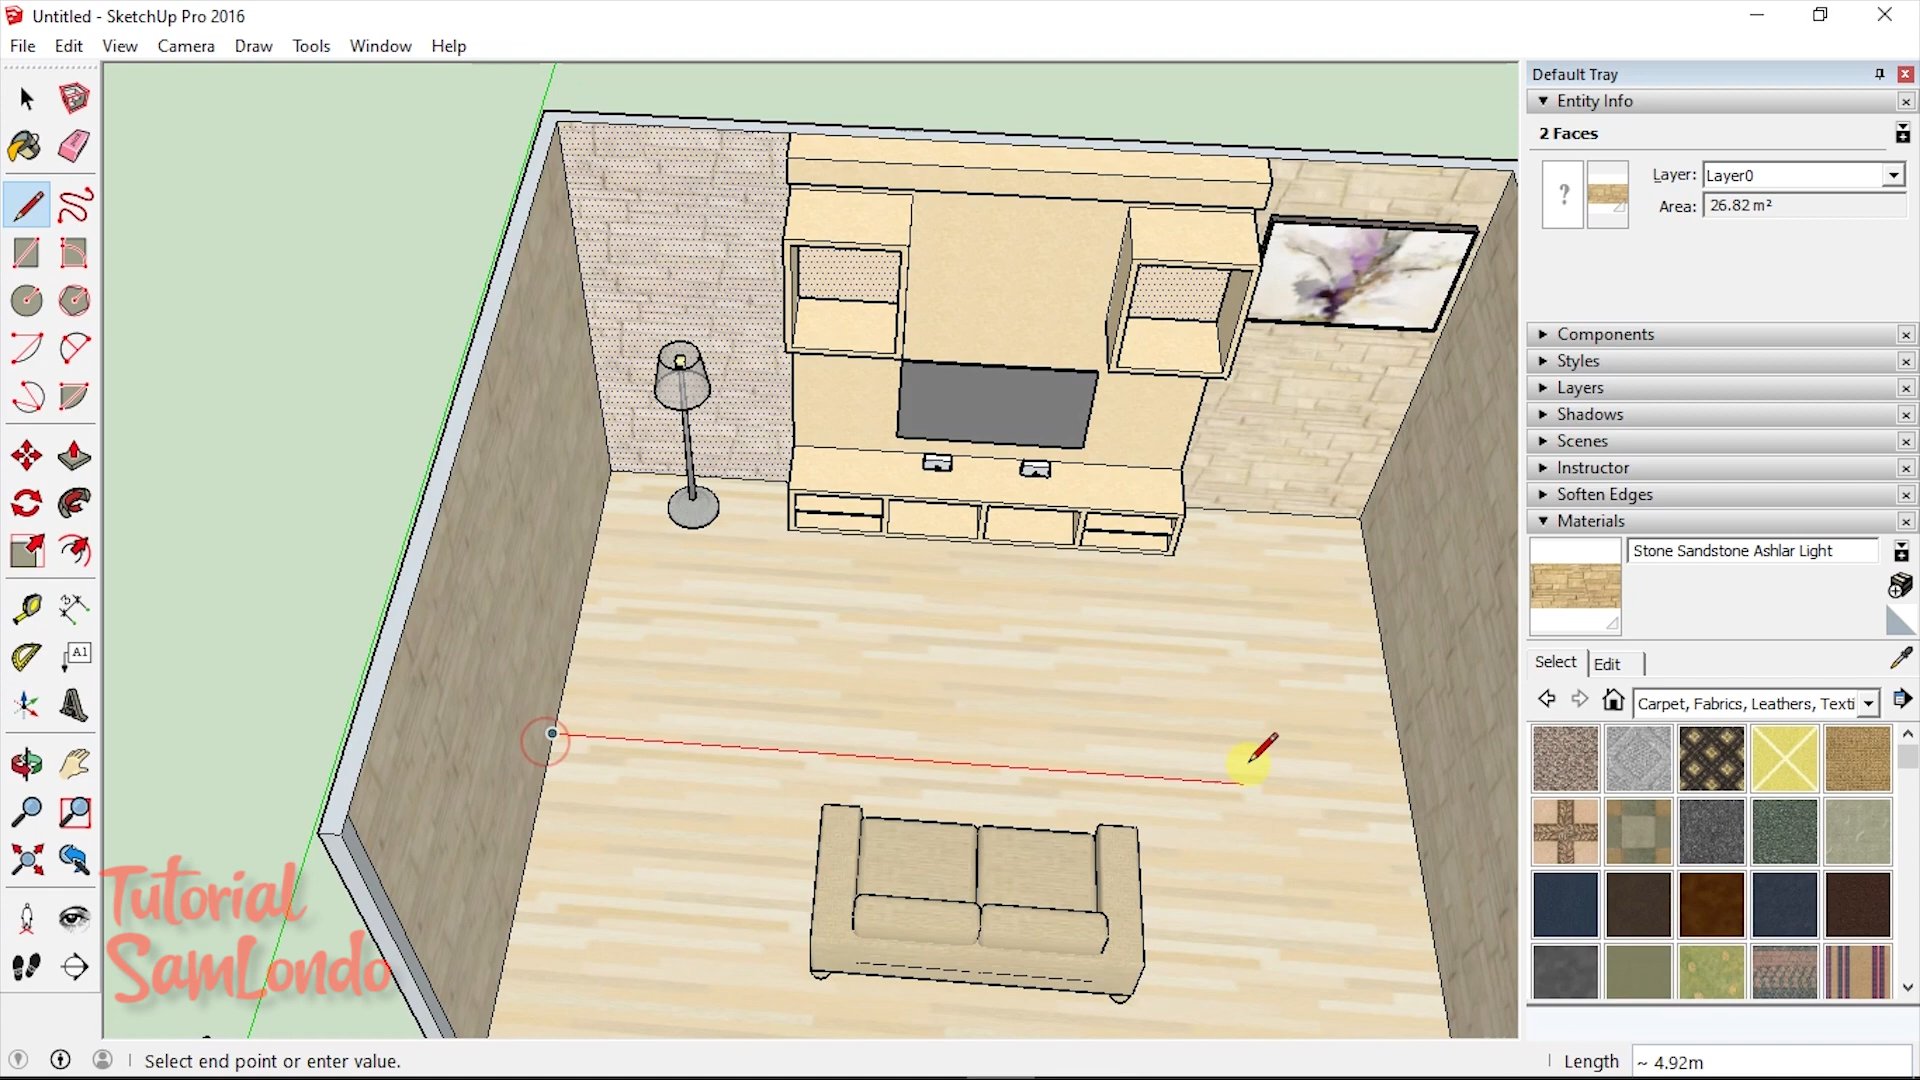 Untitled - SketchUp Pro 2016
File Edit View Camera Draw Tools Window Help
Default Tray
Entity Info
2 Faces
Layer: Layer0
Area: 26.82 m²
Components
Styles
Layers
Shadows
Scenes
Instructor
Soften Edges
Materials
Stone Sandstone Ashlar Light
Select Edit
Carpet, Fabrics, Leathers, Texti
A1
Tutorial
SamLondo
Select end point or enter value.
Length ~ 4.92m